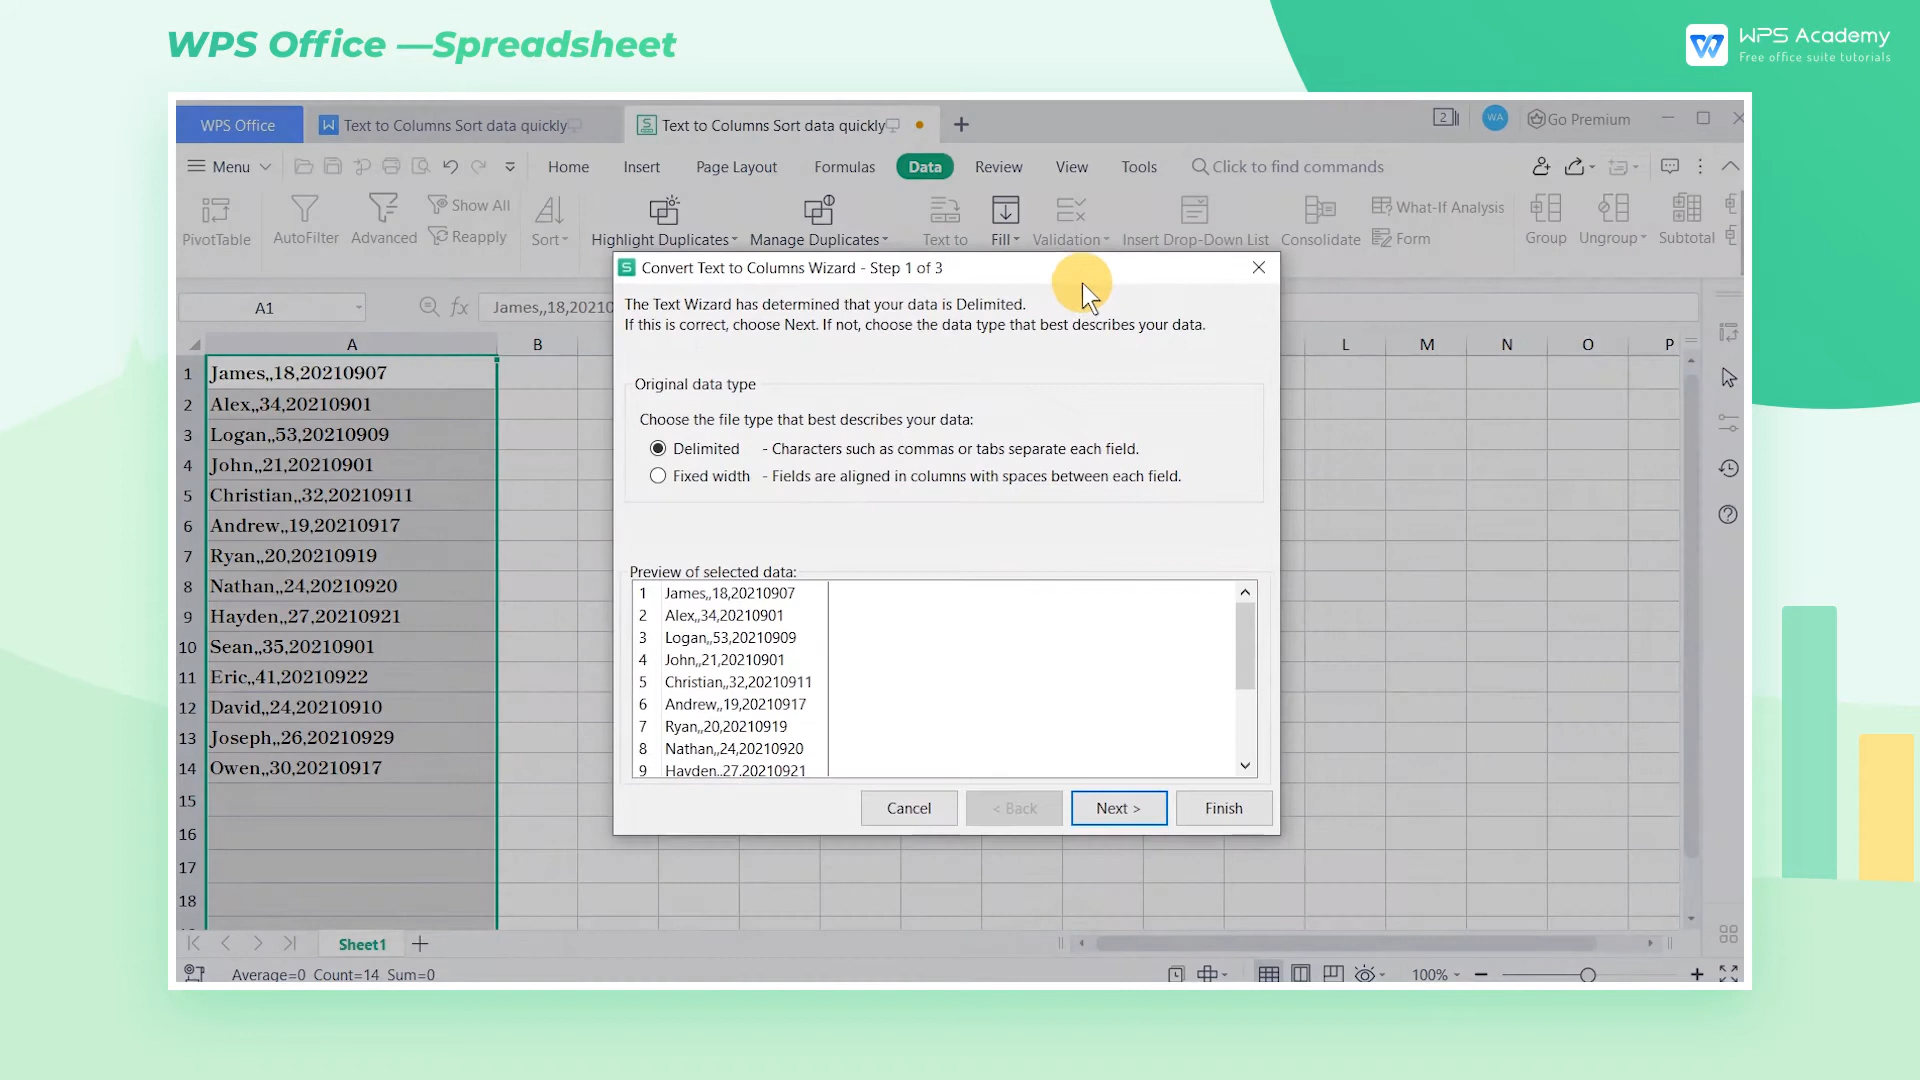 WPS Office —Spreadsheet
WPS Academy
Free office suite tutorials
WPS Office
Text to Columns Sort data quickly
Text to Columns Sort data quickly
2
WA
Go Premium
Menu
Home
Insert
Page Layout
Formulas
Data
Review
View
Tools
Click to find commands
PivotTable
AutoFilter
Advanced
Show All
Reapply
Sort
Highlight Duplicates
Manage Duplicates
Text to
Fill
Validation
Insert Drop-Down List
Consolidate
What-If Analysis
Form
Group
Ungroup
Subtotal
A1
fx
James,,18,20210
A B L M N O P
1 James,,18,20210907
2 Alex,,34,20210901
3 Logan,,53,20210909
4 John,,21,20210901
5 Christian,,32,20210911
6 Andrew,,19,20210917
7 Ryan,,20,20210919
8 Nathan,,24,20210920
9 Hayden,,27,20210921
10 Sean,,35,20210901
11 Eric,,41,20210922
12 David,,24,20210910
13 Joseph,,26,20210929
14 Owen,,30,20210917
15
16
17
18
Convert Text to Columns Wizard - Step 1 of 3
The Text Wizard has determined that your data is Delimited.
If this is correct, choose Next. If not, choose the data type that best describes your data.
Original data type
Choose the file type that best describes your data:
Delimited - Characters such as commas or tabs separate each field.
Fixed width - Fields are aligned in columns with spaces between each field.
Preview of selected data:
1 James,,18,20210907
2 Alex,,34,20210901
3 Logan,,53,20210909
4 John,,21,20210901
5 Christian,,32,20210911
6 Andrew,,19,20210917
7 Ryan,,20,20210919
8 Nathan,,24,20210920
9 Hayden,,27,20210921
Cancel
< Back
Next >
Finish
Sheet1
Average=0 Count=14 Sum=0
100%